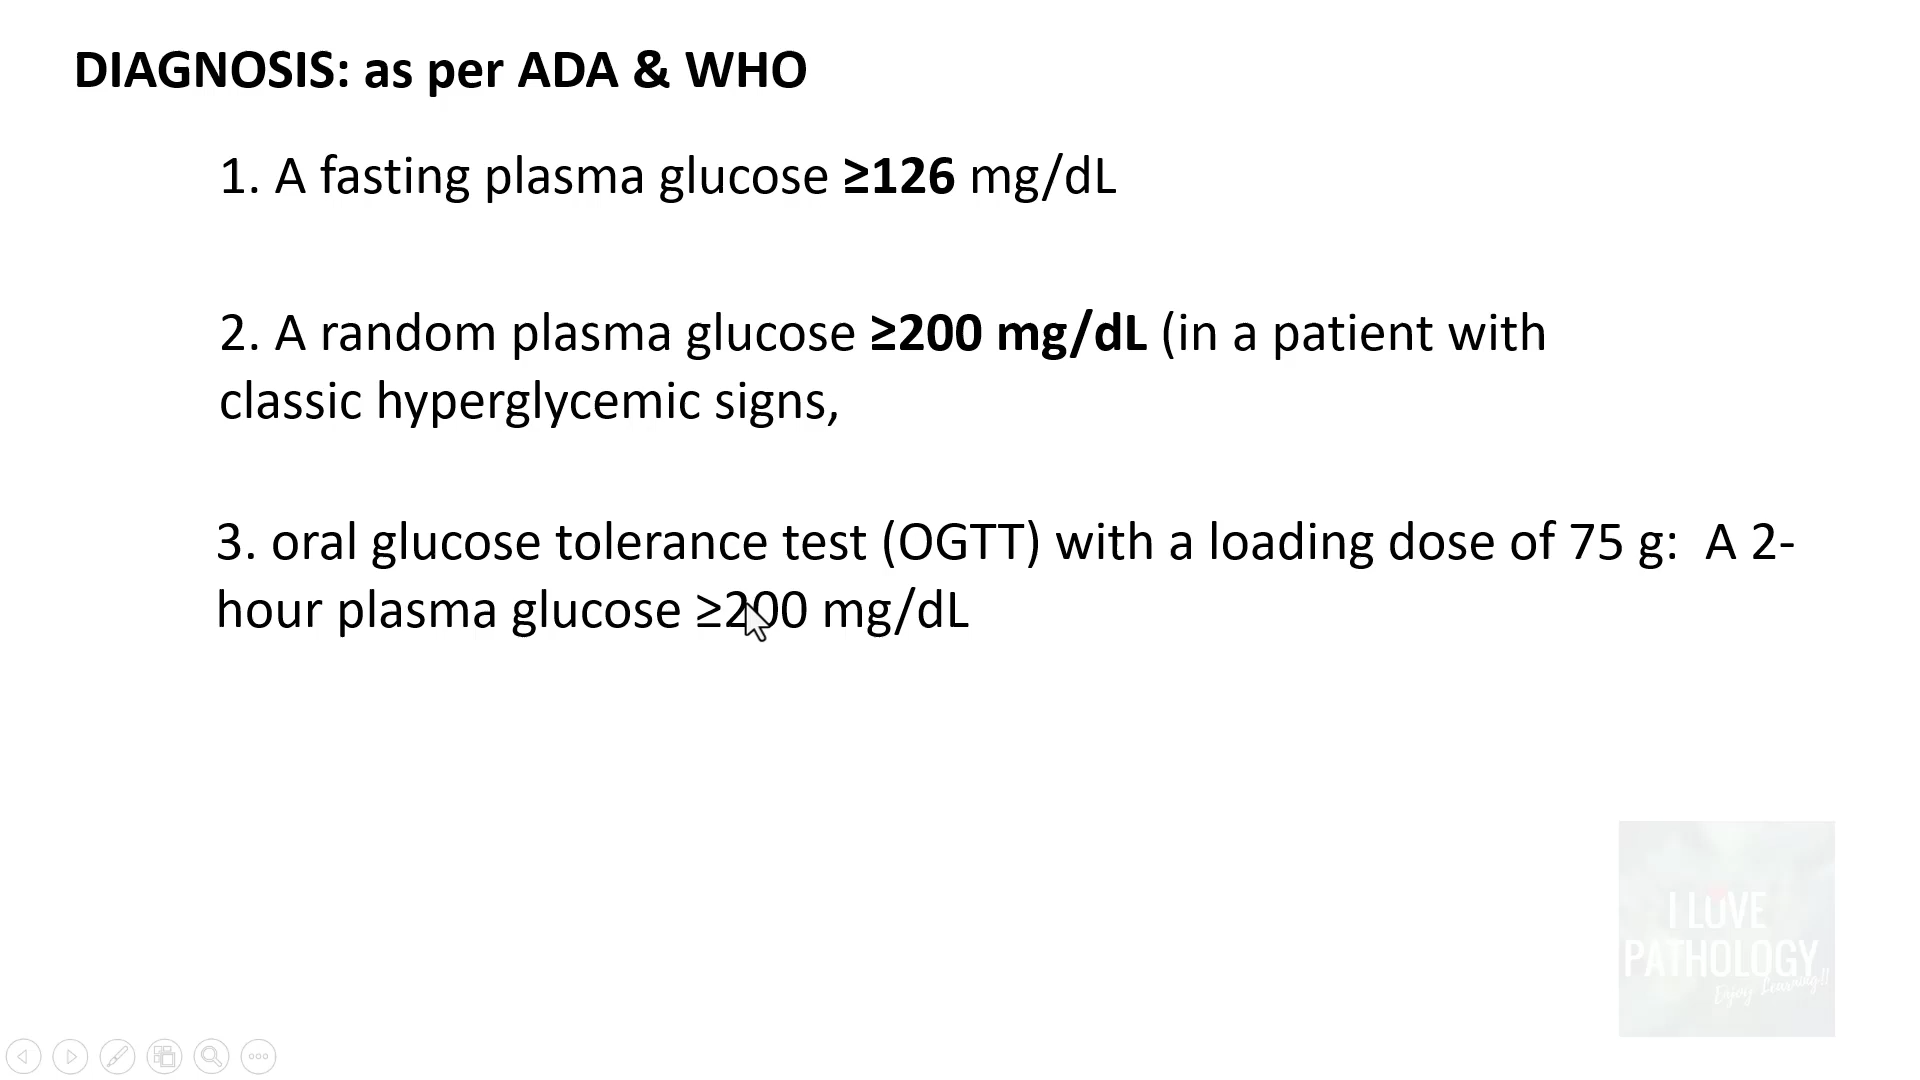 DIAGNOSIS: as per ADA & WHO
1. A fasting plasma glucose ≥126 mg/dL
2. A random plasma glucose ≥200 mg/dL (in a patient with
classic hyperglycemic signs,
3. oral glucose tolerance test (OGTT) with a loading dose of 75 g:  A 2-
hour plasma glucose ≥200 mg/dL
I LOVE
PATHOLOGY
Enjoy Learning!!